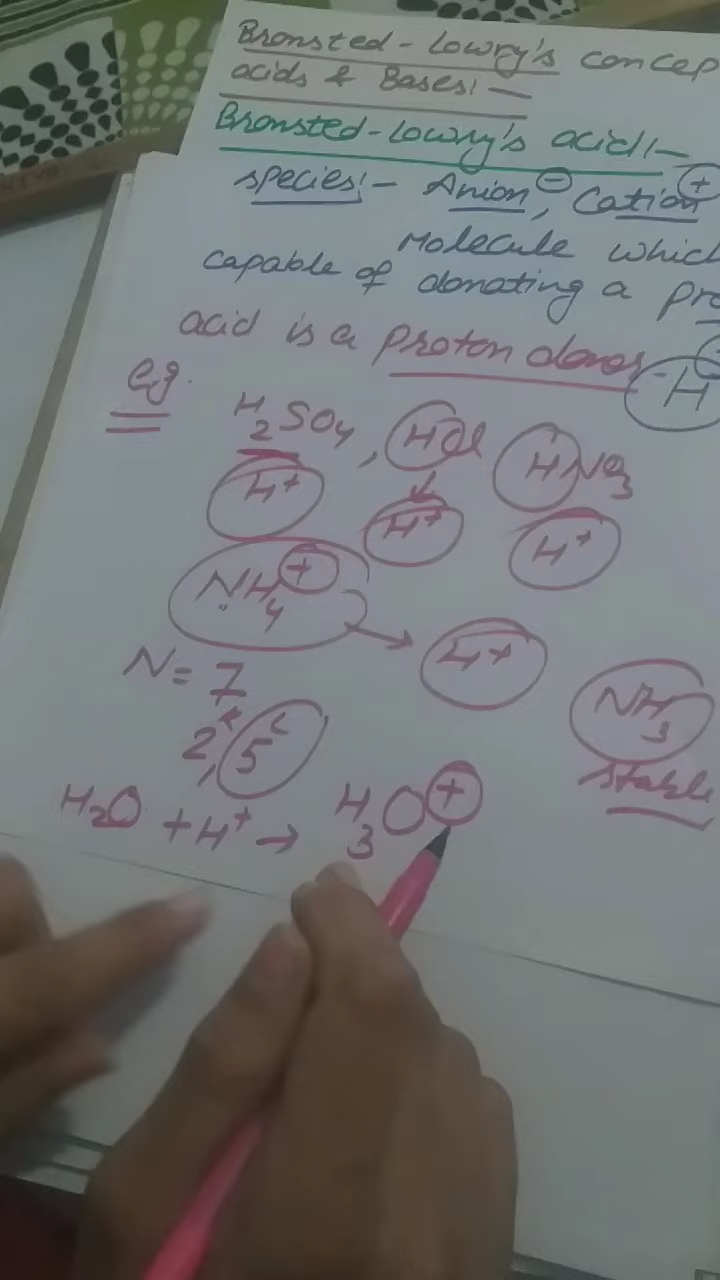 Bronsted-Lowry's concep
acids & Bases:-
Bronsted-Lowry's acid:-
species:- Anion⊖, Cation⊕
Molecule which
capable of donating a pro
acid is a proton donor- H
e.g.
H2SO4, HCl HNO3
H+ H+ H+
NH4⊕ → H+
N = 7 NH3
2, 5 stable
H2O + H+ → H3O⊕